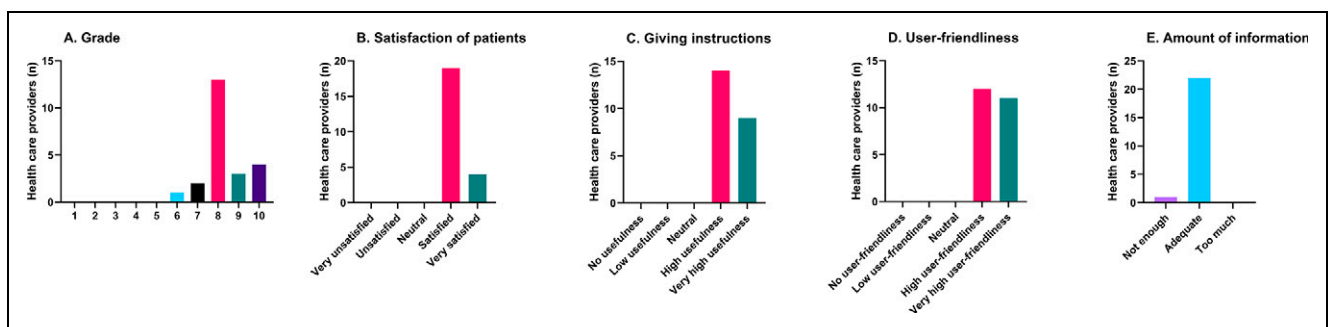 A. Grade
Health care providers (n)
15
10
5
0
1 2 3 4 5 6 7 8 9 10
B. Satisfaction of patients
Health care providers (n)
20
15
10
5
0
Very unsatisfied
Unsatisfied
Neutral
Satisfied
Very satisfied
C. Giving instructions
Health care providers (n)
15
10
5
0
No usefulness
Low usefulness
Neutral
High usefulness
Very high usefulness
D. User-friendliness
Health care providers (n)
15
10
5
0
No user-friendliness
Low user-friendliness
Neutral
High user-friendliness
Very high user-friendliness
E. Amount of information
Health care providers (n)
25
20
15
10
5
0
Not enough
Adequate
Too much